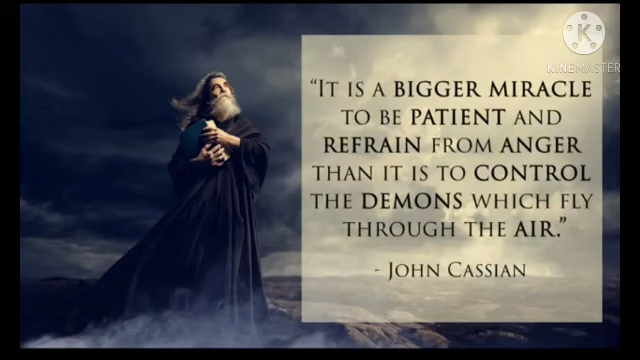 KINEMASTER
“IT IS A BIGGER MIRACLE
TO BE PATIENT AND
REFRAIN FROM ANGER
THAN IT IS TO CONTROL
THE DEMONS WHICH FLY
THROUGH THE AIR.”
- JOHN CASSIAN